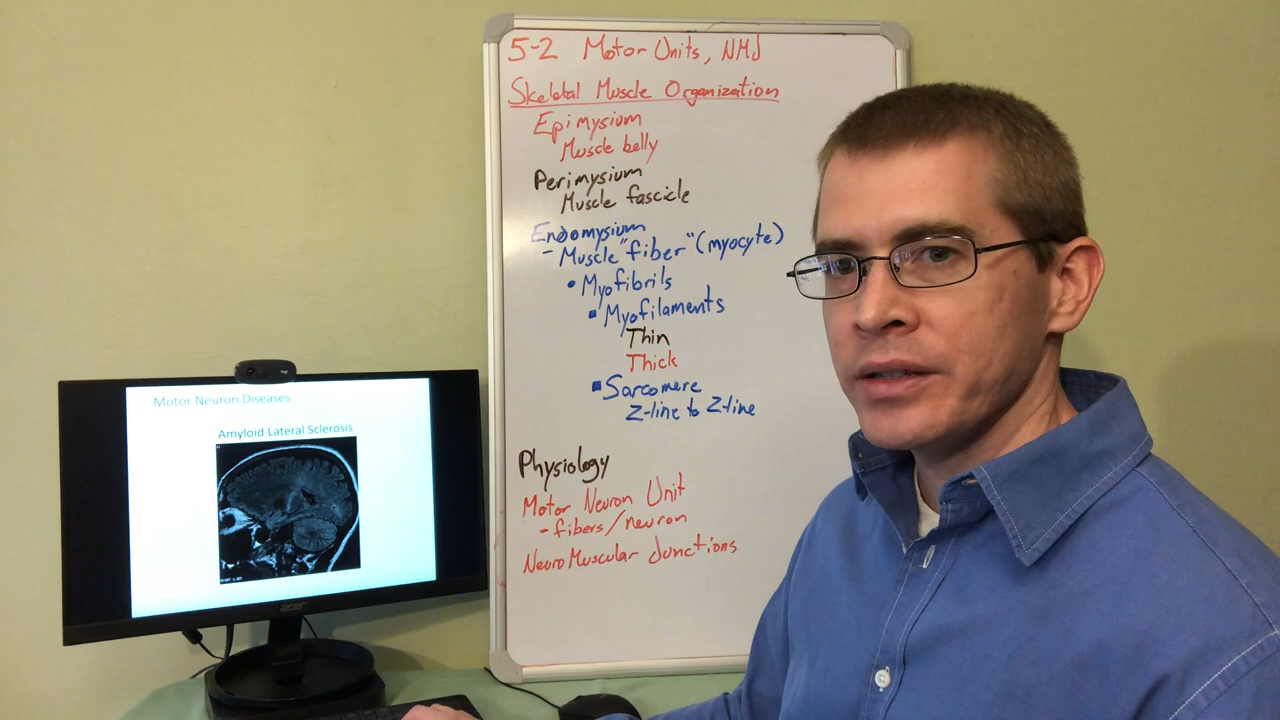 5-2 Motor Units, NMJ
Skeletal Muscle Organization
Epimysium
Muscle belly
Perimysium
Muscle fascicle
Endomysium
- Muscle "fiber" (myocyte)
• Myofibrils
▪ Myofilaments
Thin
Thick
▪ Sarcomere
Z-line to Z-line
Physiology
Motor Neuron Unit
- fibers/neuron
NeuroMuscular Junctions
Motor Neuron Diseases
Amyloid Lateral Sclerosis
acer